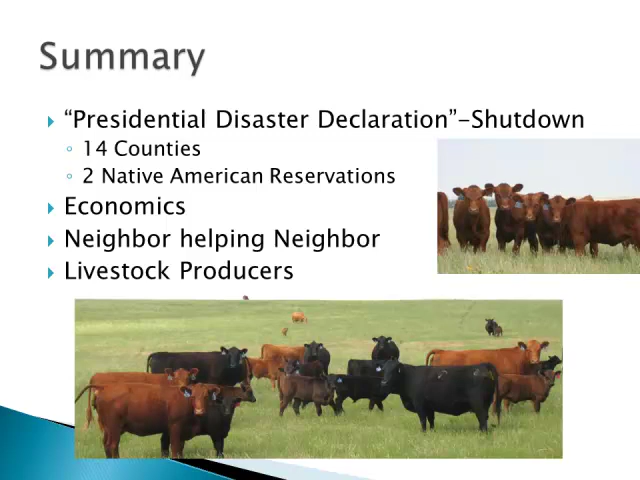 Summary
“Presidential Disaster Declaration”-Shutdown
14 Counties
2 Native American Reservations
Economics
Neighbor helping Neighbor
Livestock Producers